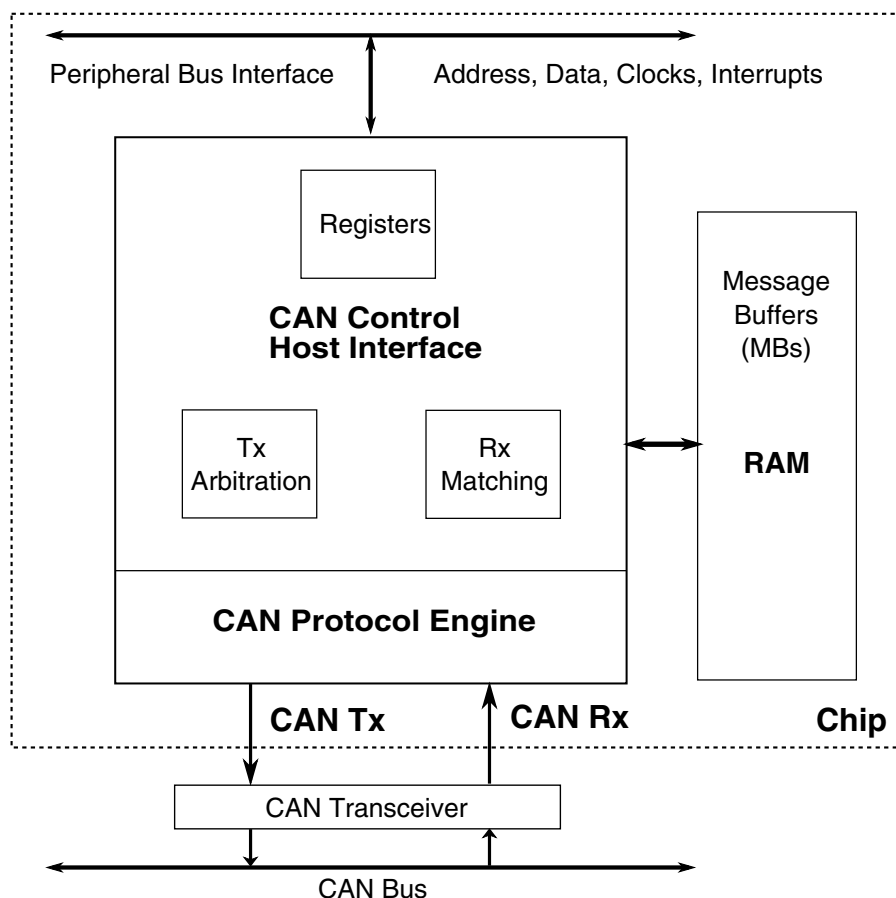 Peripheral Bus Interface
Address, Data, Clocks, Interrupts
Registers
CAN Control
Host Interface
Message
Buffers
(MBs)
Tx
Arbitration
Rx
Matching
RAM
CAN Protocol Engine
CAN Tx
CAN Rx
Chip
CAN Transceiver
CAN Bus